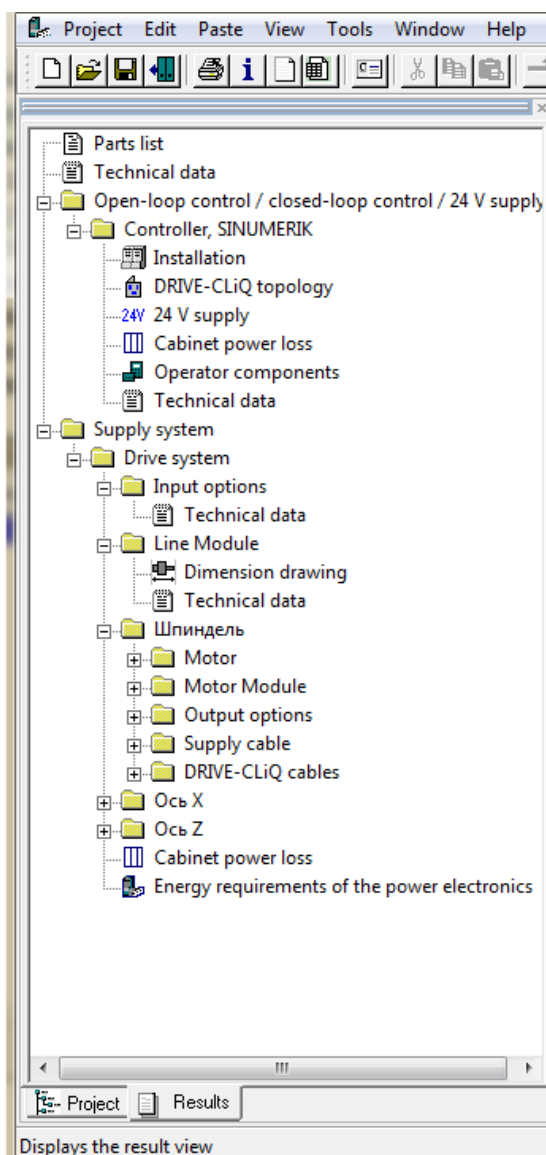 Project Edit Paste View Tools Window Help
Parts list
Technical data
Open-loop control / closed-loop control / 24 V supply
Controller, SINUMERIK
Installation
DRIVE-CLiQ topology
24V 24 V supply
Cabinet power loss
Operator components
Technical data
Supply system
Drive system
Input options
Technical data
Line Module
Dimension drawing
Technical data
Шпиндель
Motor
Motor Module
Output options
Supply cable
DRIVE-CLiQ cables
Ось X
Ось Z
Cabinet power loss
Energy requirements of the power electronics
Project Results
Displays the result view